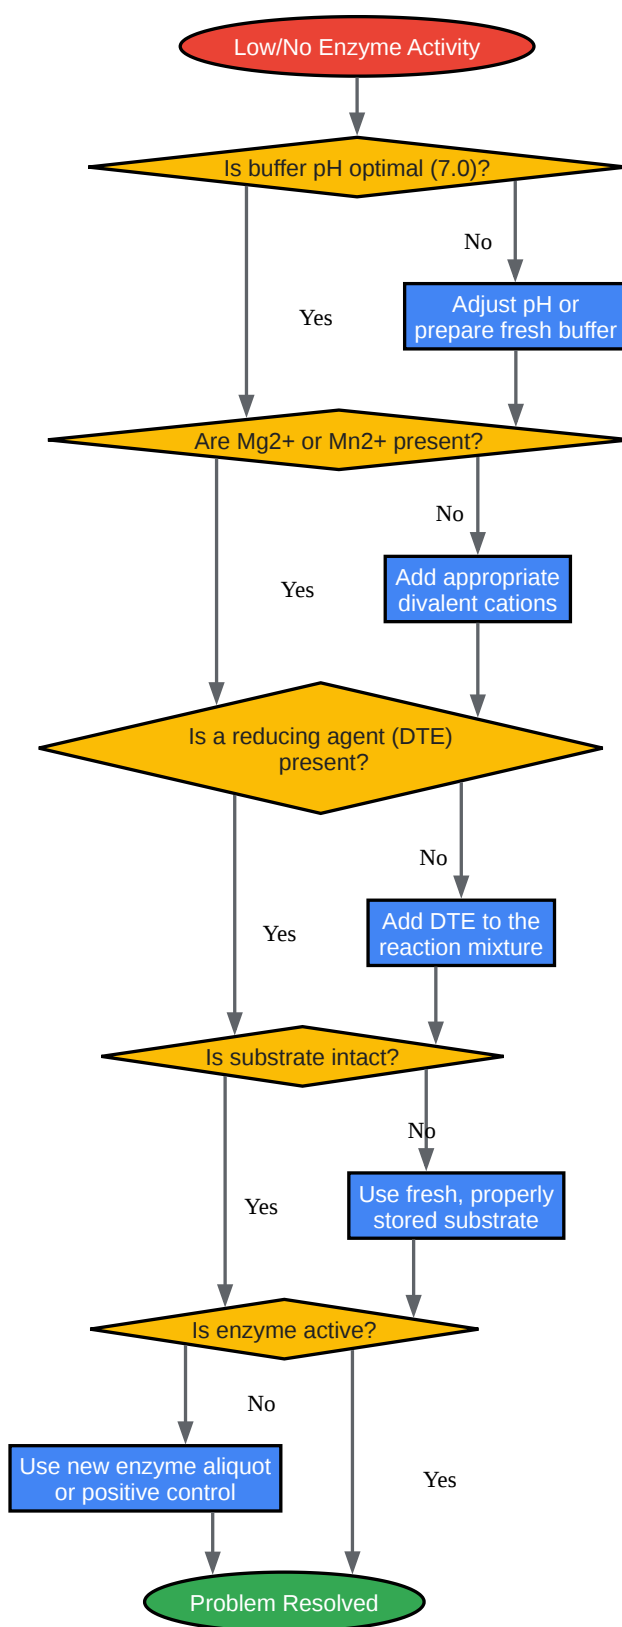 Low/No Enzyme Activity
Is buffer pH optimal (7.0)?
No
Yes
Adjust pH or
prepare fresh buffer
Are Mg2+ or Mn2+ present?
No
Yes
Add appropriate
divalent cations
Is a reducing agent (DTE)
present?
No
Yes
Add DTE to the
reaction mixture
Is substrate intact?
No
Yes
Use fresh, properly
stored substrate
Is enzyme active?
No
Yes
Use new enzyme aliquot
or positive control
Problem Resolved